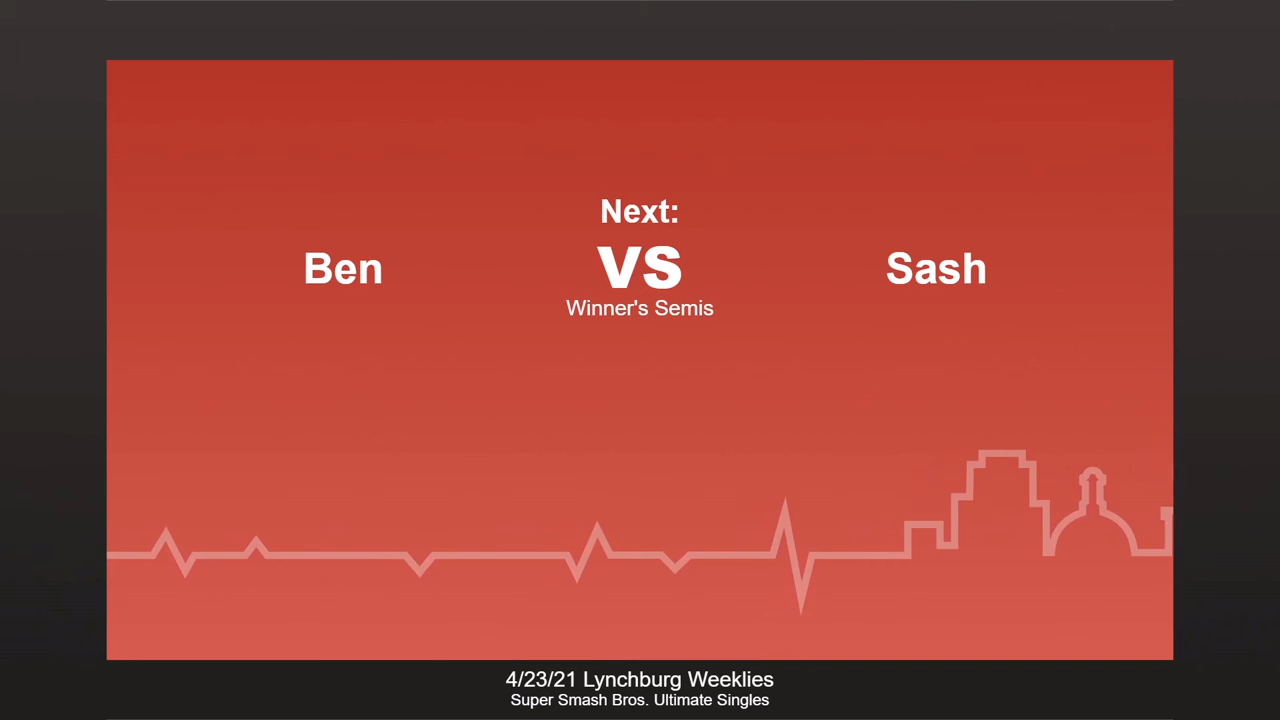 Next:
Ben VS Sash
Winner's Semis
4/23/21 Lynchburg Weeklies
Super Smash Bros. Ultimate Singles